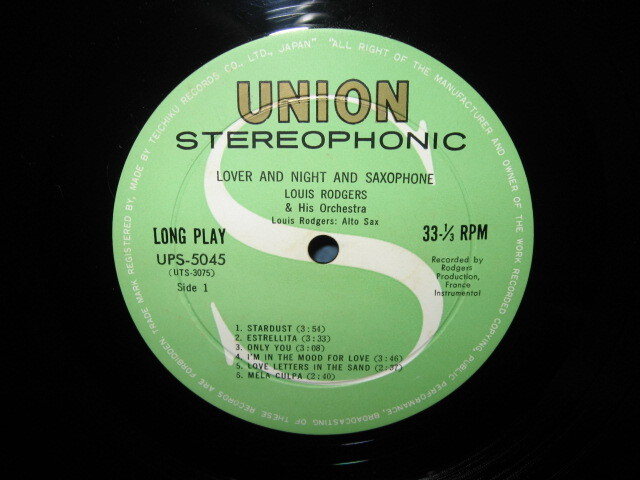 TRADE MARK REGISTERED BY, MADE BY TEICHIKU RECORDS CO., LTD., JAPAN" "ALL RIGHT OF THE MANUFACTURER AND OWNER OF THE WORK RECORDED COPYING, PUBLIC PERFORMANCE, BROADCASTING OF THESE RECORDS ARE FORBIDDEN.
UNION
STEREOPHONIC
LOVER AND NIGHT AND SAXOPHONE
LOUIS RODGERS
& His Orchestra
Louis Rodgers: Alto Sax
LONG PLAY
UPS-5045
(UTS-3075)
Side 1
33-⅓ RPM
Recorded by
Rodgers
Production,
France
Instrumental
1. STARDUST (3:54)
2. ESTRELLITA (3:33)
3. ONLY YOU (3:08)
4. I'M IN THE MOOD FOR LOVE (3:46)
5. LOVE LETTERS IN THE SAND (2:37)
6. MELA CULPA (2:40)
S